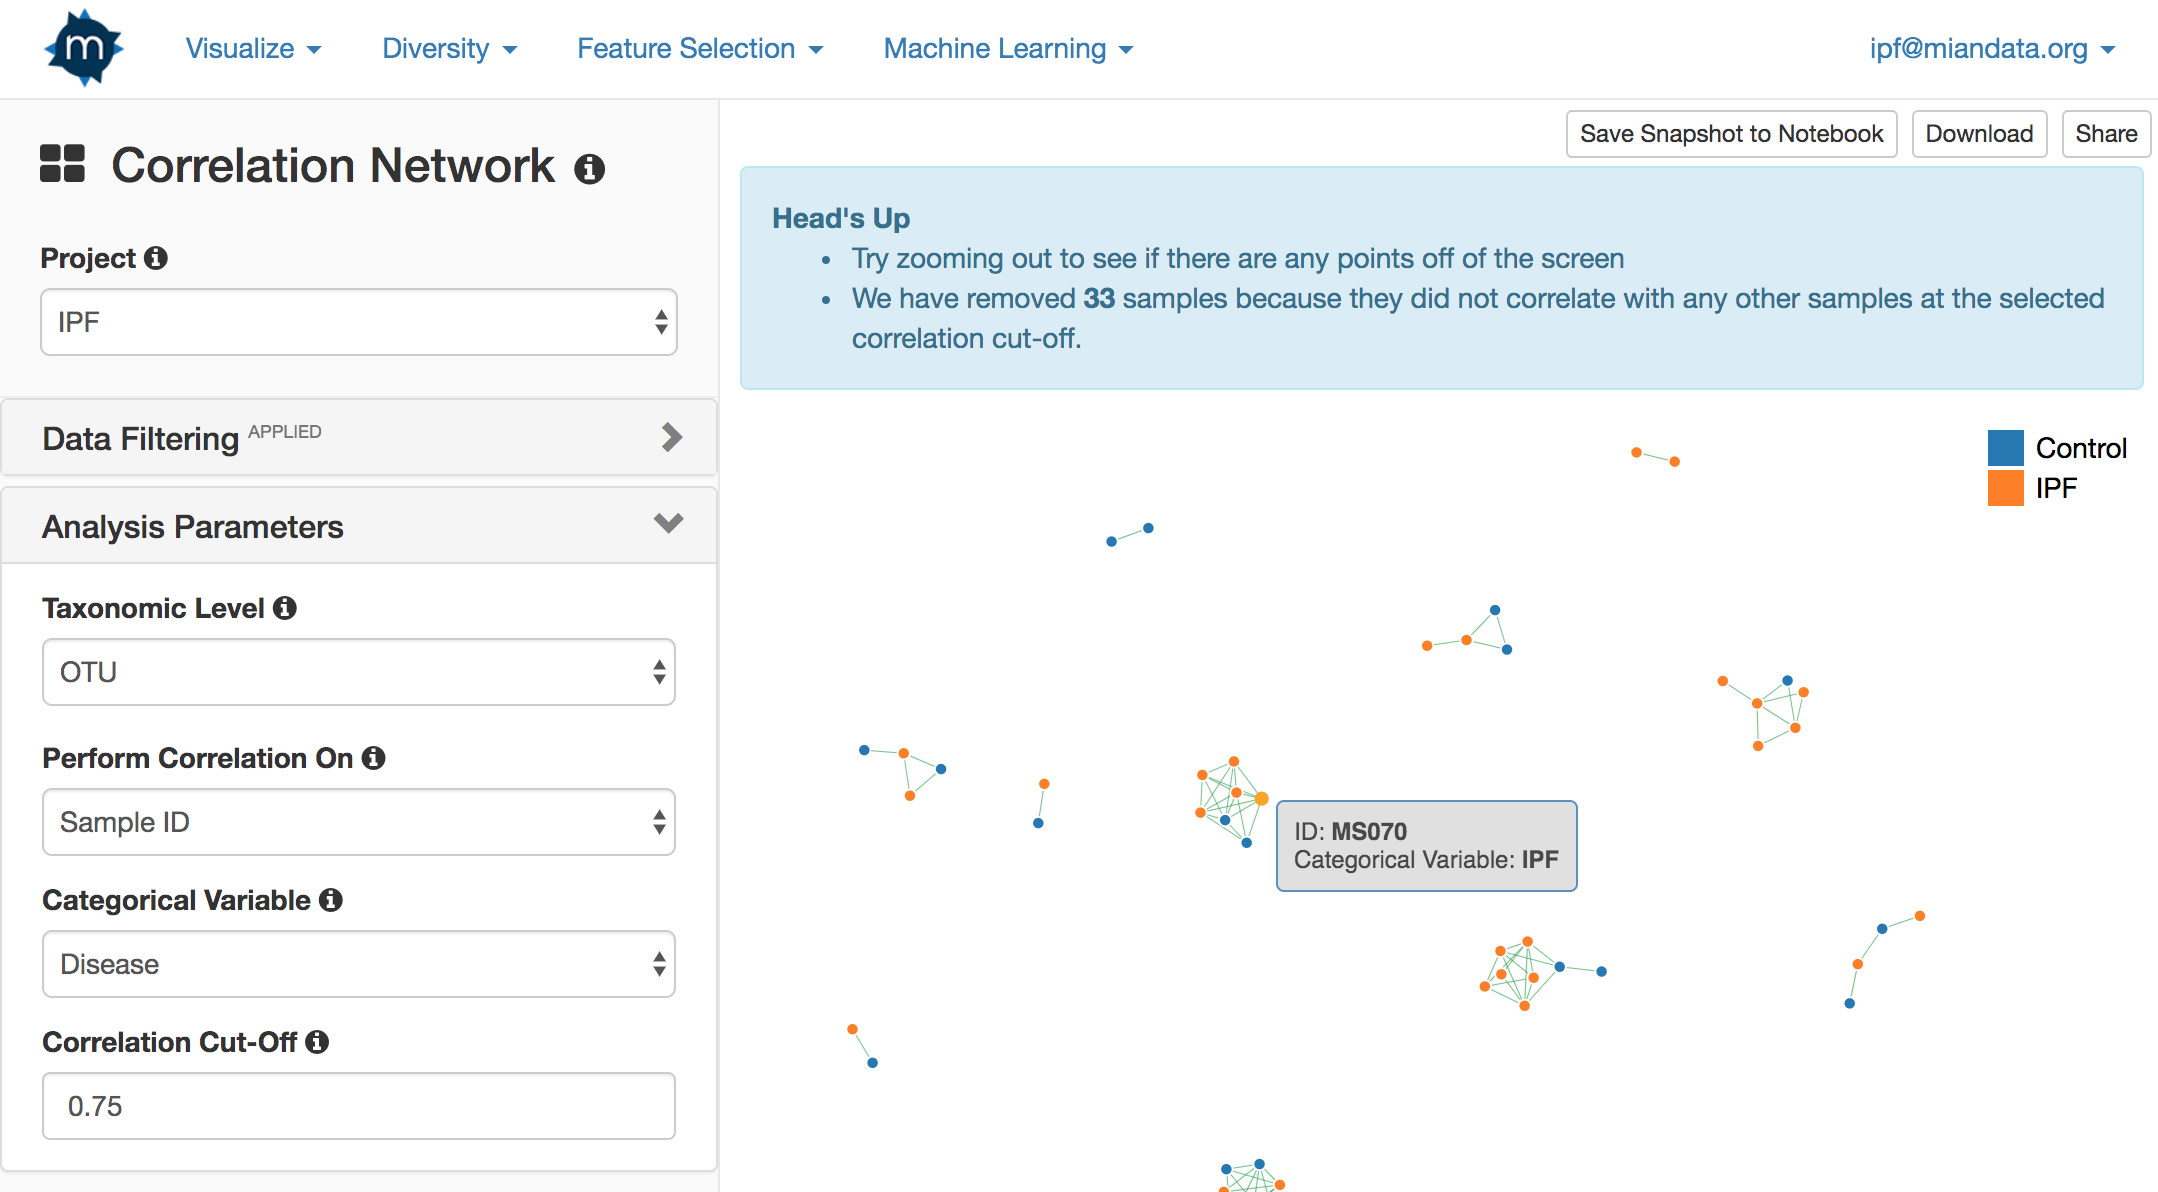 m
Visualize
Diversity
Feature Selection
Machine Learning
ipf@miandata.org
Correlation Network
Project
IPF
Data Filtering APPLIED
Analysis Parameters
Taxonomic Level
OTU
Perform Correlation On
Sample ID
Categorical Variable
Disease
Correlation Cut-Off
0.75
Save Snapshot to Notebook
Download
Share
Head's Up
• Try zooming out to see if there are any points off of the screen
• We have removed 33 samples because they did not correlate with any other samples at the selected
correlation cut-off.
Control
IPF
ID: MS070
Categorical Variable: IPF